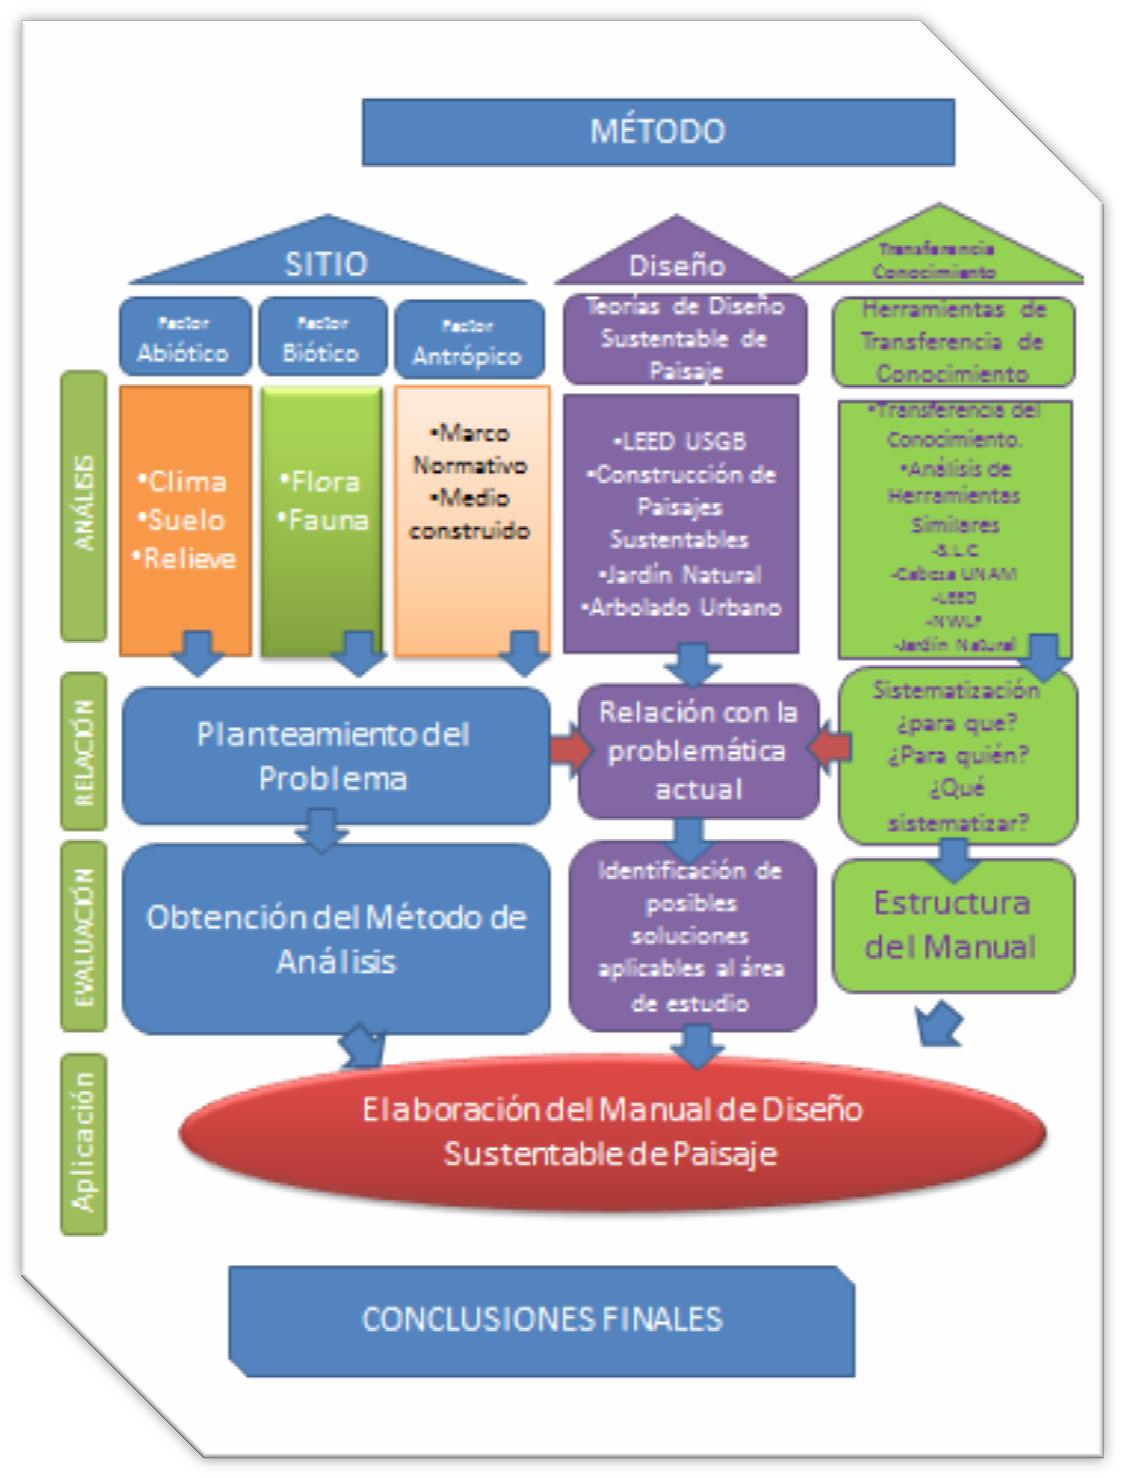 MÉTODO
SITIO
Diseño
Transferencia
Conocimiento
Factor
Abiótico
Factor
Biótico
Factor
Antrópico
Teorías de Diseño
Sustentable de
Paisaje
Herramientas de
Transferencia de
Conocimiento
ANÁLISIS
•Clima
•Suelo
•Relieve
•Flora
•Fauna
•Marco
Normativo
•Medio
construido
•LEED USGB
•Construcción de
Paisajes
Sustentables
•Jardín Natural
•Arbolado Urbano
•Transferencia del
Conocimiento.
•Análisis de
Herramientas
Similares
-S.L.C
-Cabeza UNAM
-LEED
-NWLF
-Jardín Natural
RELACIÓN
Planteamiento del
Problema
Relación con la
problemática
actual
Sistematización
¿para que?
¿Para quién?
¿Qué
sistematizar?
EVALUACIÓN
Obtención del Método de
Análisis
Identificación de
posibles
soluciones
aplicables al área
de estudio
Estructura
del Manual
Aplicación
Elaboración del Manual de Diseño
Sustentable de Paisaje
CONCLUSIONES FINALES